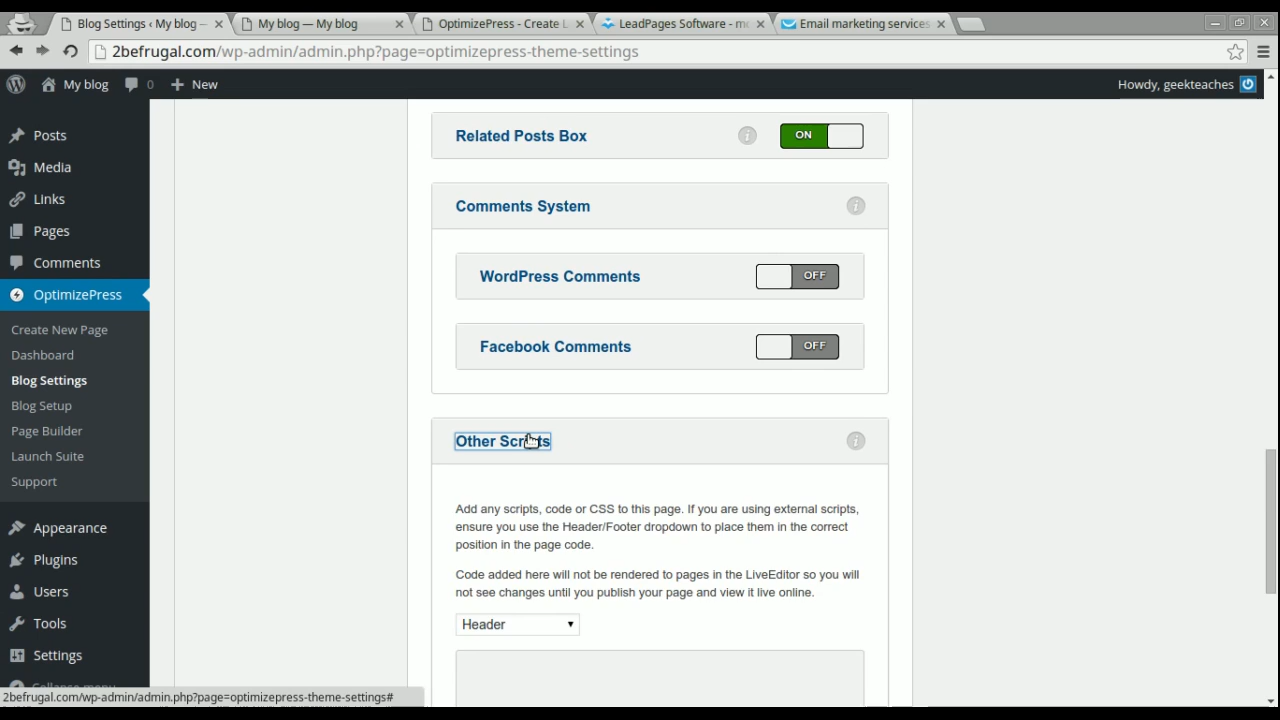 Blog Settings ‹ My blog –
My blog — My blog
OptimizePress - Create L
LeadPages Software - mo
Email marketing services
2befrugal.com/wp-admin/admin.php?page=optimizepress-theme-settings
My blog
0
New
Howdy, geekteaches
Posts
Media
Links
Pages
Comments
OptimizePress
Create New Page
Dashboard
Blog Settings
Blog Setup
Page Builder
Launch Suite
Support
Appearance
Plugins
Users
Tools
Settings
Collapse menu
Related Posts Box
ON
Comments System
WordPress Comments
OFF
Facebook Comments
OFF
Other Scripts
Add any scripts, code or CSS to this page. If you are using external scripts,
ensure you use the Header/Footer dropdown to place them in the correct
position in the page code.
Code added here will not be rendered to pages in the LiveEditor so you will
not see changes until you publish your page and view it live online.
Header
2befrugal.com/wp-admin/admin.php?page=optimizepress-theme-settings#